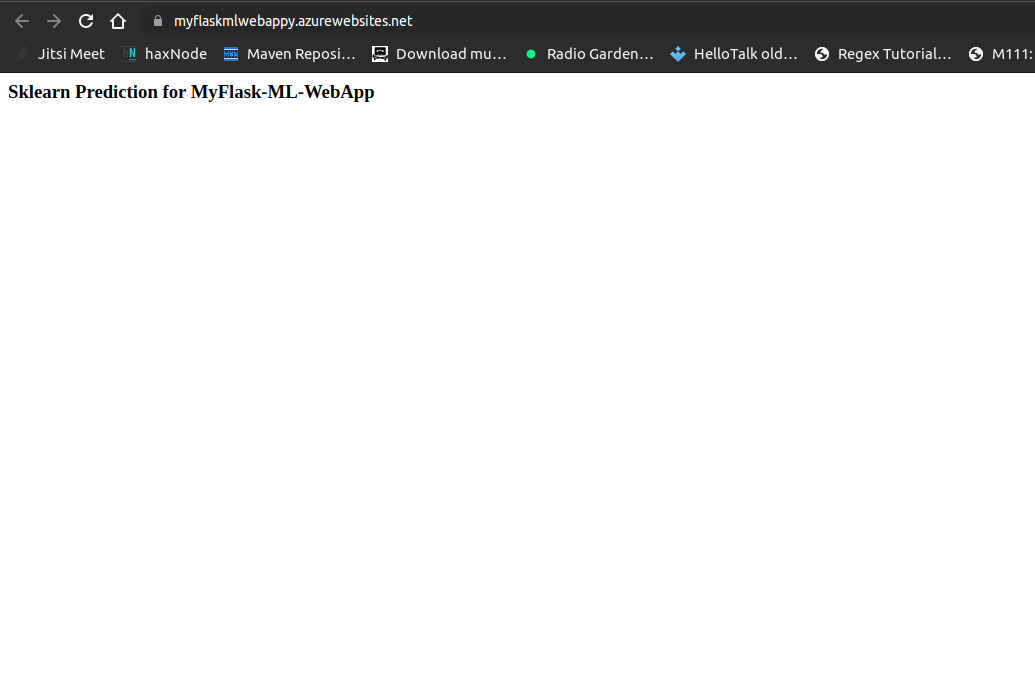 myflaskmlwebappy.azurewebsites.net
Jitsi Meet haxNode Maven Reposi... Download mu... Radio Garden... HelloTalk old... Regex Tutorial... M111:
Sklearn Prediction for MyFlask-ML-WebApp